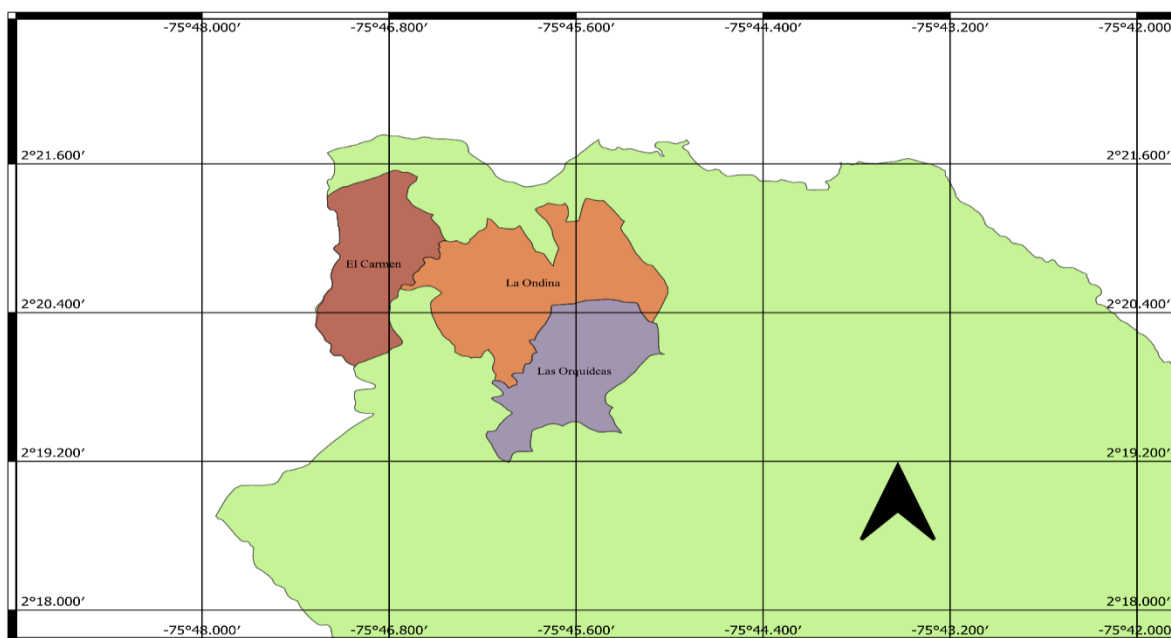 -75°48.000′ -75°46.800′ -75°45.600′ -75°44.400′ -75°43.200′ -75°42.000′
2°21.600′ 2°21.600′
El Carmen
La Ondina
2°20.400′ 2°20.400′
Las Orquídeas
2°19.200′ 2°19.200′
2°18.000′ 2°18.000′
-75°48.000′ -75°46.800′ -75°45.600′ -75°44.400′ -75°43.200′ -75°42.000′